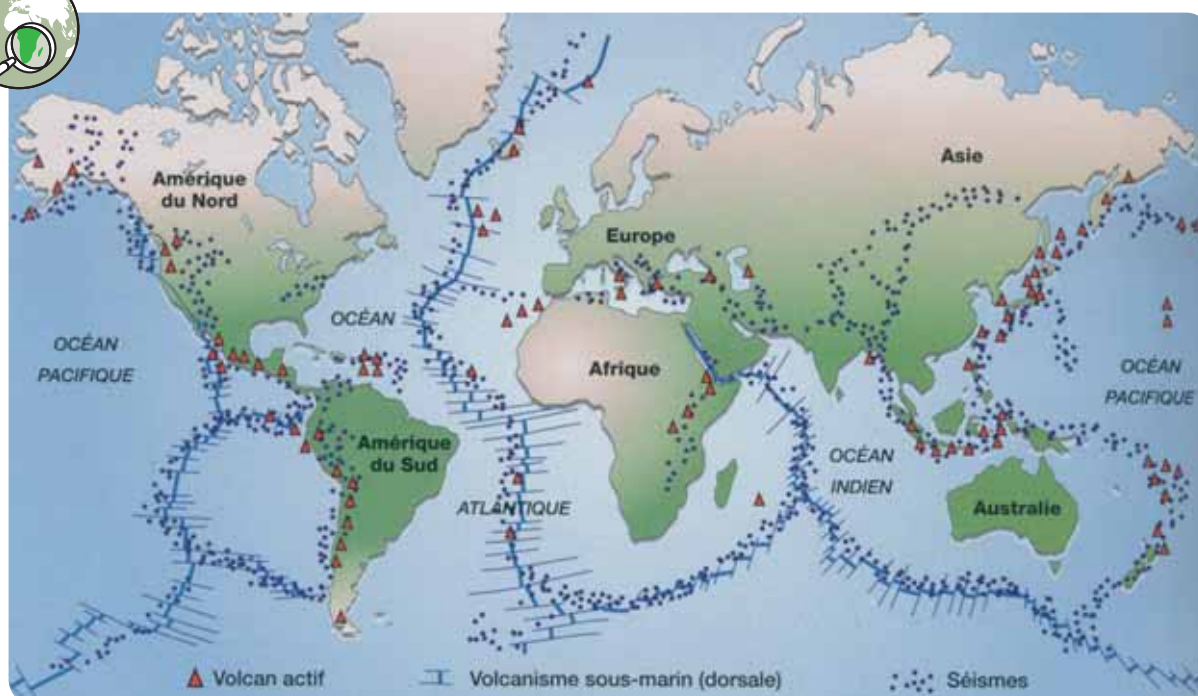 Amérique
du Nord
Asie
Europe
OCÉAN
OCÉAN
PACIFIQUE
Afrique
OCÉAN
PACIFIQUE
Amérique
du Sud
OCÉAN
INDIEN
ATLANTIQUE
Australie
Volcan actif
Volcanisme sous-marin (dorsale)
Séismes